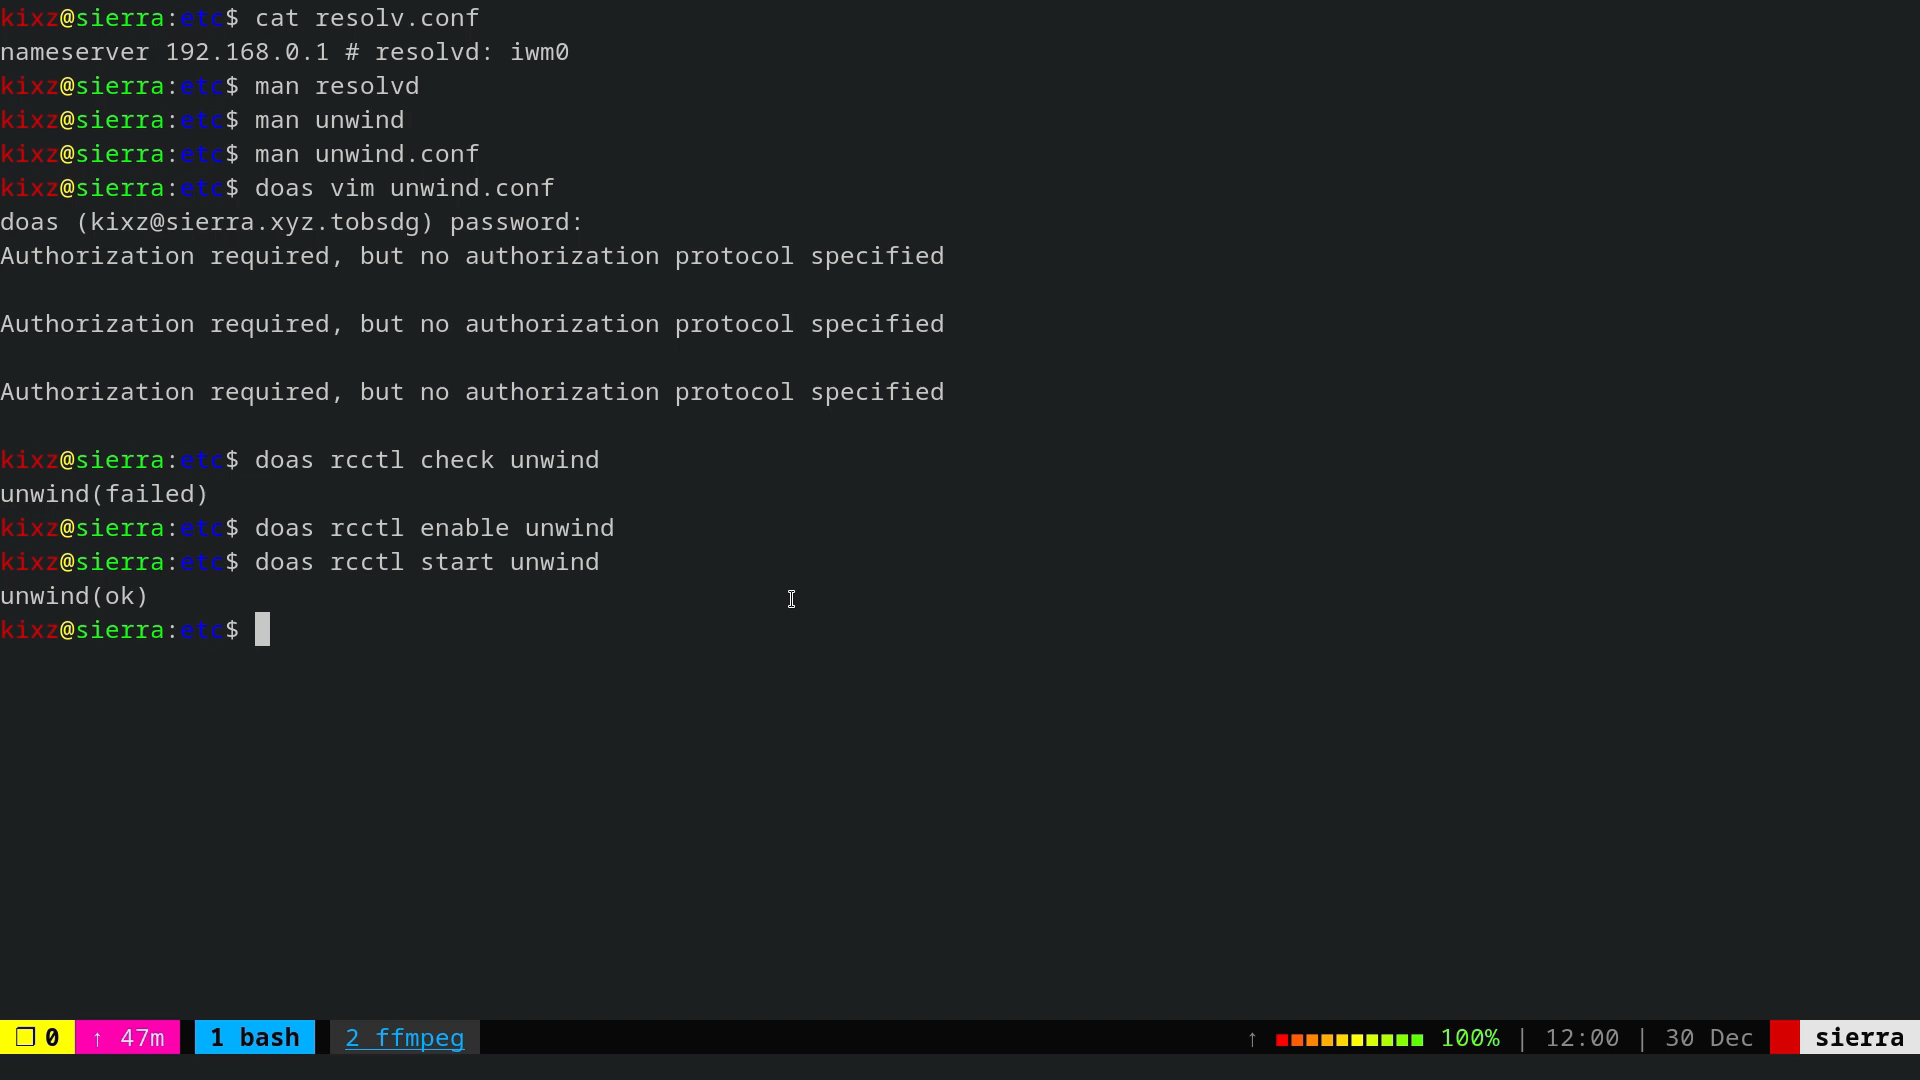 kixz@sierra:etc$ cat resolv.conf
nameserver 192.168.0.1 # resolvd: iwm0
kixz@sierra:etc$ man resolvd
kixz@sierra:etc$ man unwind
kixz@sierra:etc$ man unwind.conf
kixz@sierra:etc$ doas vim unwind.conf
doas (kixz@sierra.xyz.tobsdg) password:
Authorization required, but no authorization protocol specified
Authorization required, but no authorization protocol specified
Authorization required, but no authorization protocol specified
kixz@sierra:etc$ doas rcctl check unwind
unwind(failed)
kixz@sierra:etc$ doas rcctl enable unwind
kixz@sierra:etc$ doas rcctl start unwind
unwind(ok)
kixz@sierra:etc$
❐ 0 ↑ 47m 1 bash 2 ffmpeg ↑ 100% | 12:00 | 30 Dec sierra